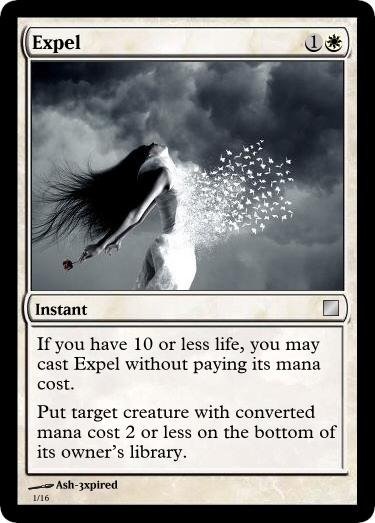 Expel 1
Instant
If you have 10 or less life, you may
cast Expel without paying its mana
cost.
Put target creature with converted
mana cost 2 or less on the bottom of
its owner's library.
Ash-3xpired
1/16